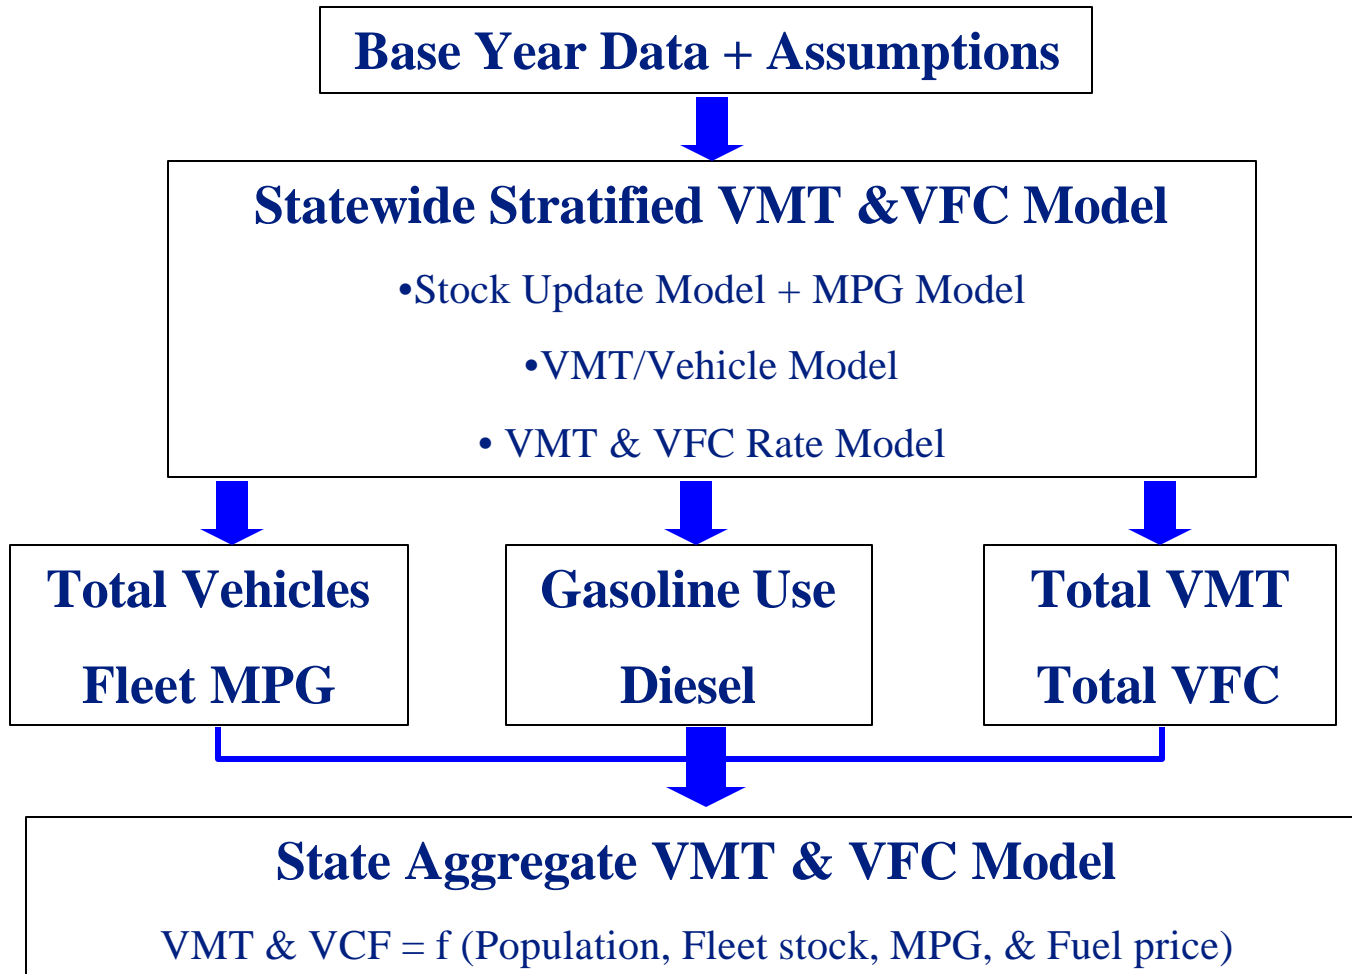 Base Year Data + Assumptions
Statewide Stratified VMT &VFC Model
•Stock Update Model + MPG Model
•VMT/Vehicle Model
• VMT & VFC Rate Model
Total Vehicles
Fleet MPG
Gasoline Use
Diesel
Total VMT
Total VFC
State Aggregate VMT & VFC Model
VMT & VCF = f (Population, Fleet stock, MPG, & Fuel price)